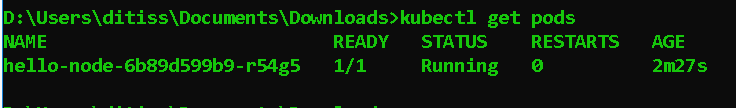 D:\Users\ditiss\Documents\Downloads>kubectl get pods
NAME READY STATUS RESTARTS AGE
hello-node-6b89d599b9-r54g5 1/1 Running 0 2m27s